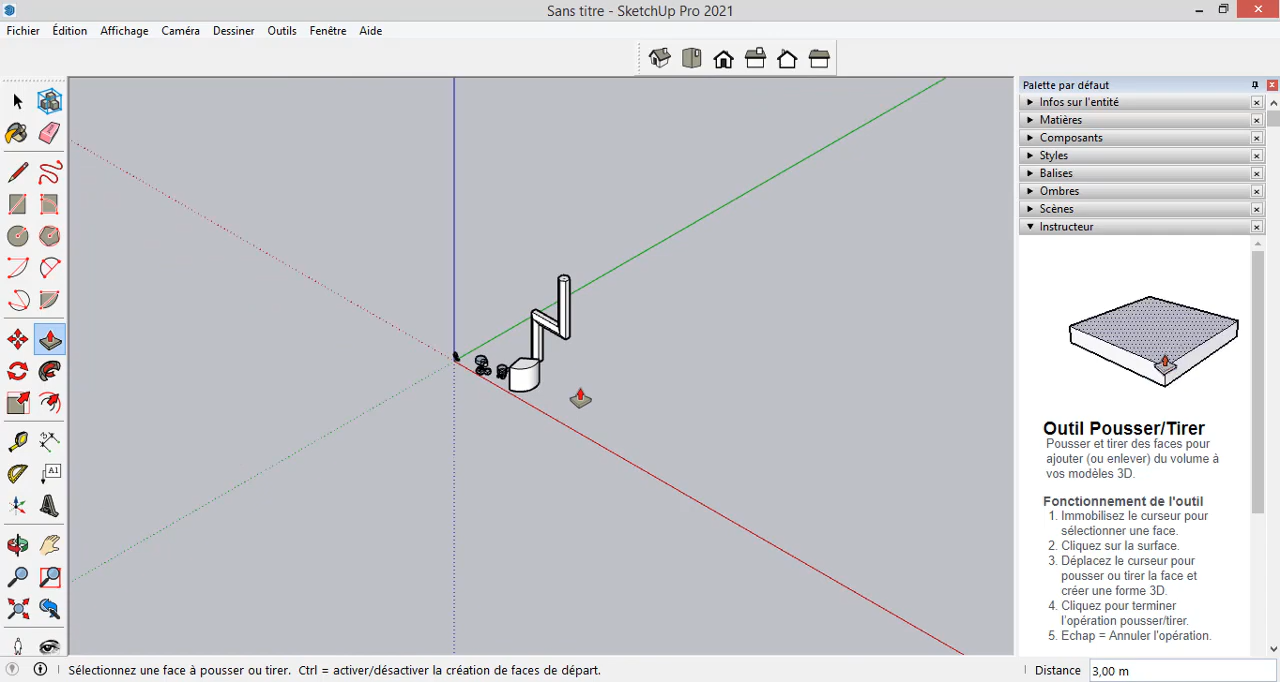 Sans titre - SketchUp Pro 2021
Fichier Édition Affichage Caméra Dessiner Outils Fenêtre Aide
Palette par défaut
Infos sur l'entité
Matières
Composants
Styles
Balises
Ombres
Scènes
Instructeur
A1
Outil Pousser/Tirer
Pousser et tirer des faces pour
ajouter (ou enlever) du volume à
vos modèles 3D.
Fonctionnement de l'outil
1. Immobilisez le curseur pour
sélectionner une face.
2. Cliquez sur la surface.
3. Déplacez le curseur pour
pousser ou tirer la face et
créer une forme 3D.
4. Cliquez pour terminer
l'opération pousser/tirer.
5. Echap = Annuler l'opération.
Sélectionnez une face à pousser ou tirer. Ctrl = activer/désactiver la création de faces de départ.
Distance 3,00 m